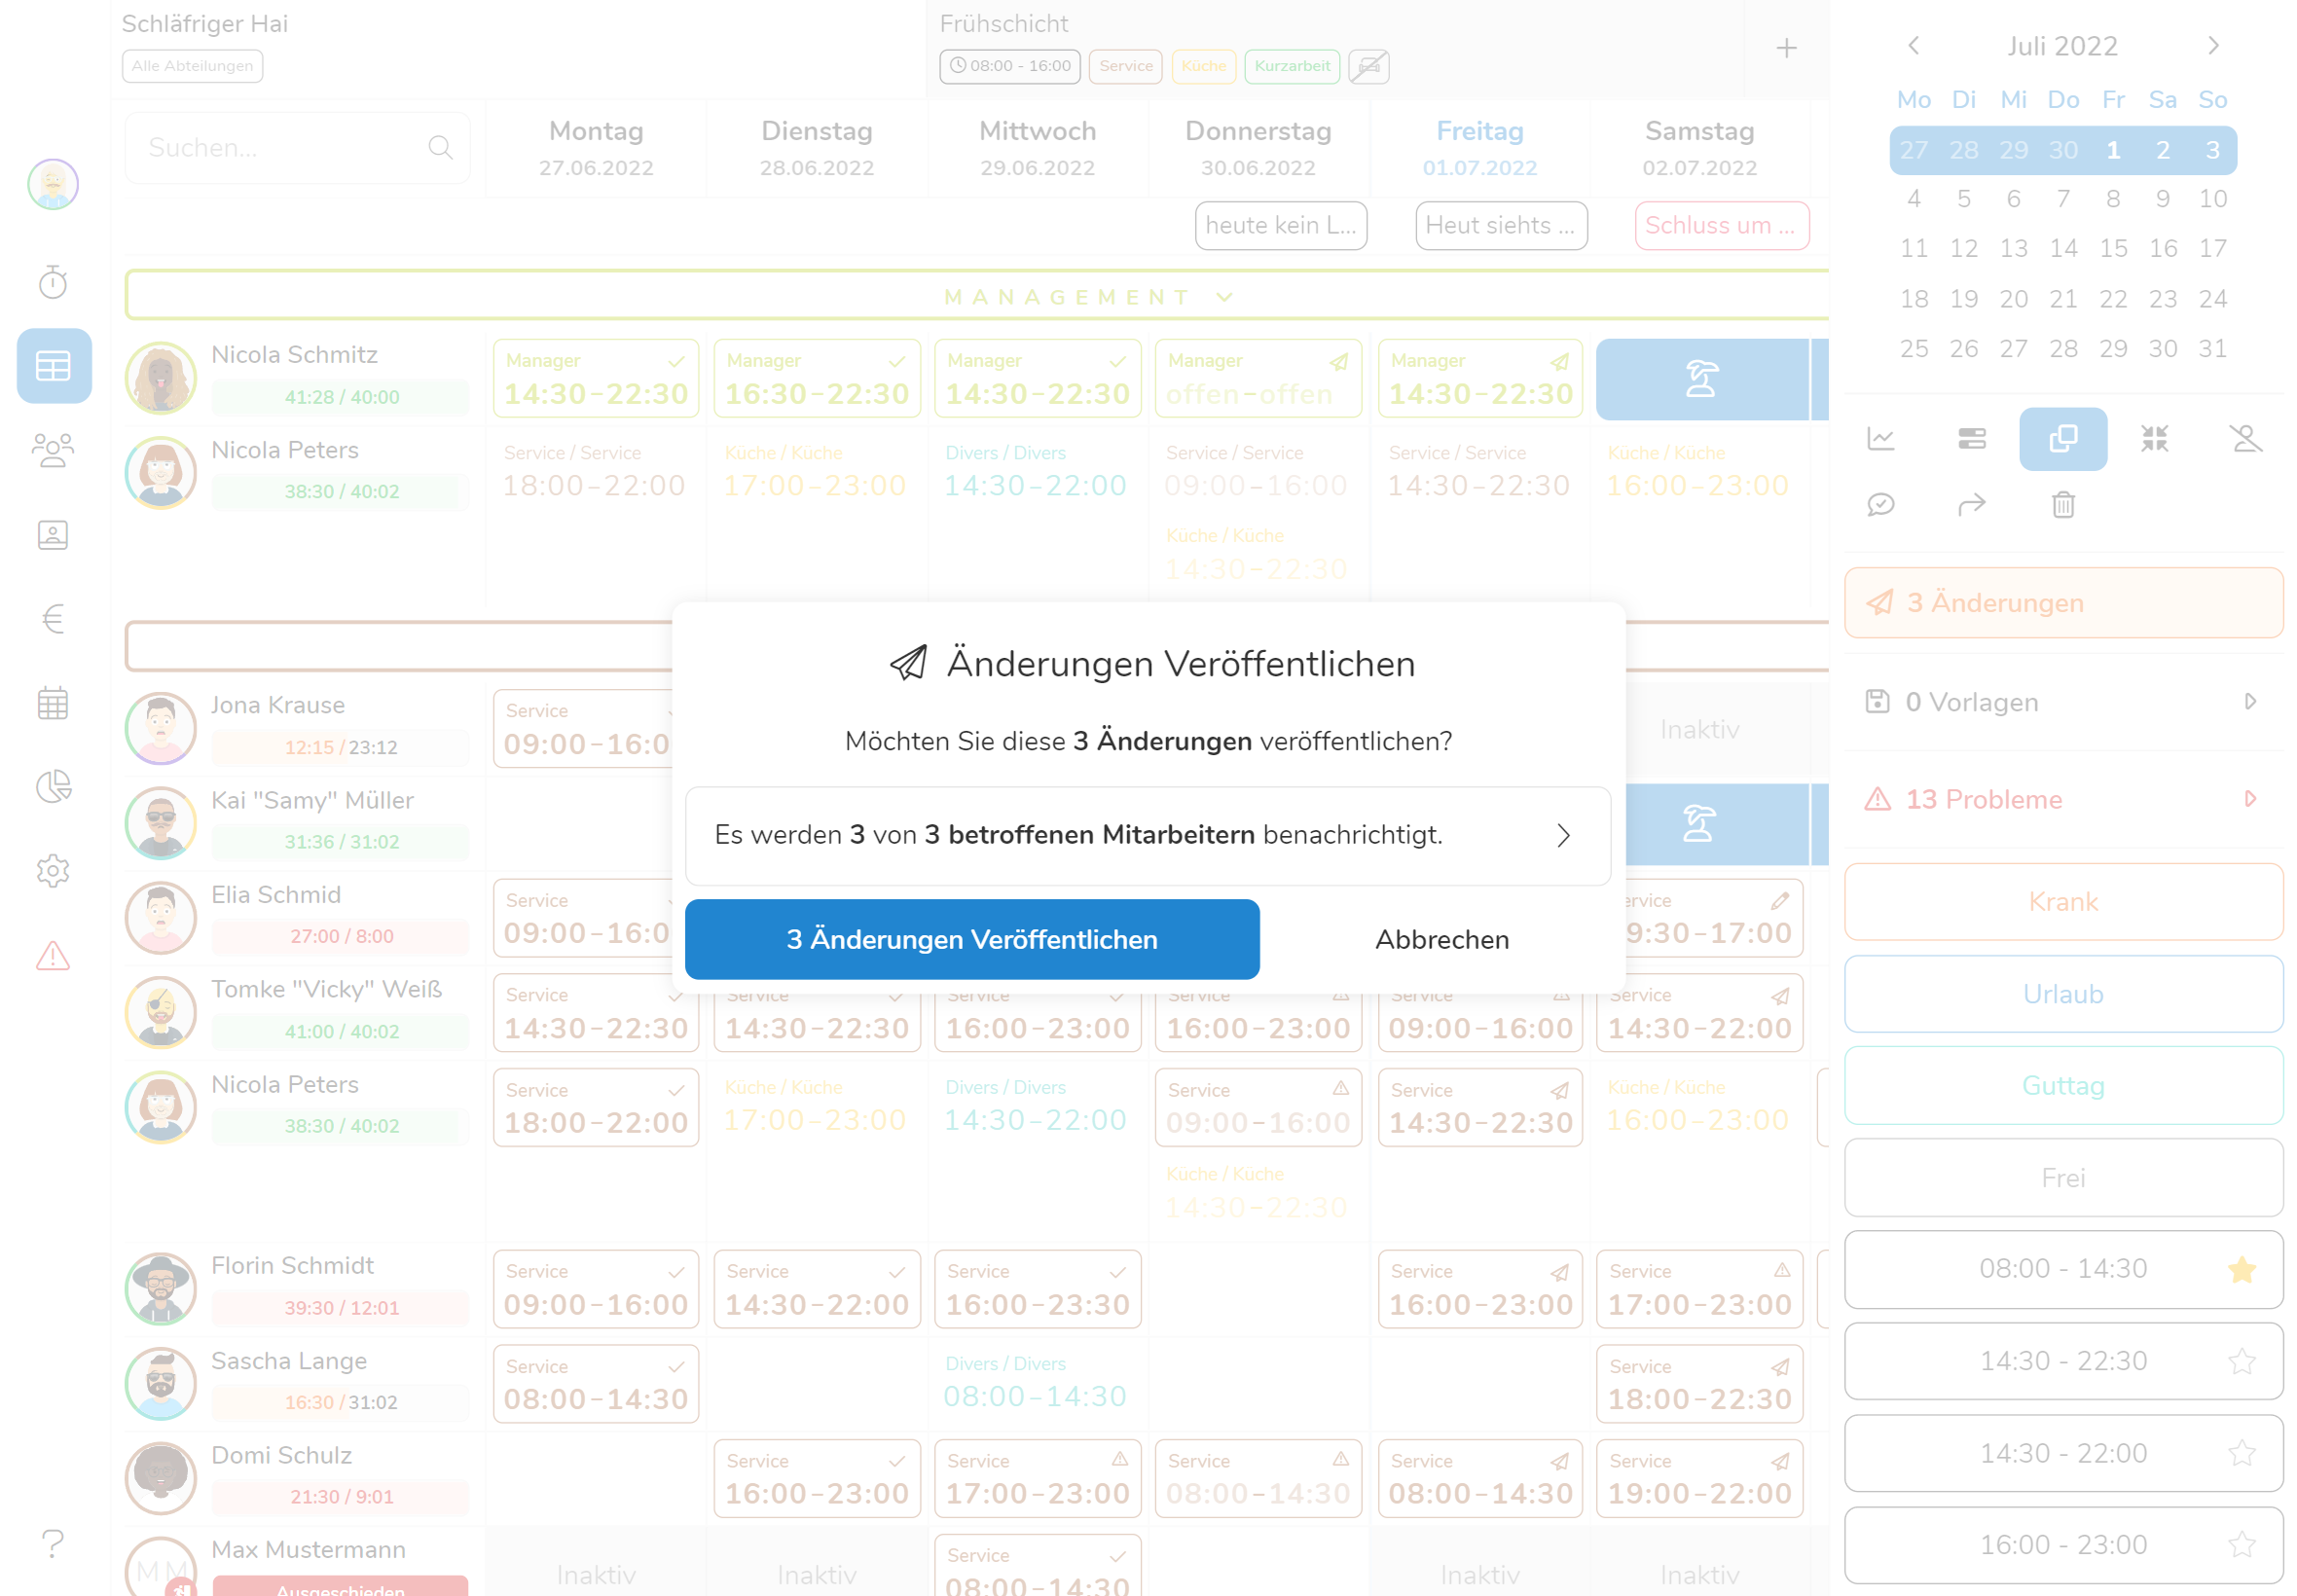 Schläfriger Hai
Alle Abteilungen
Frühschicht
08:00 - 16:00 Service Küche Kurzarbeit
+
Suchen...
Montag Dienstag Mittwoch Donnerstag Freitag Samstag
27.06.2022 28.06.2022 29.06.2022 30.06.2022 01.07.2022 02.07.2022
heute kein L... Heut siehts ... Schluss um ...
MANAGEMENT
Nicola Schmitz
41:28 / 40:00
Manager Manager Manager Manager Manager
14:30-22:30 16:30-22:30 14:30-22:30 offen-offen 14:30-22:30
Nicola Peters
38:30 / 40:02
Service / Service Küche / Küche Divers / Divers Service / Service Service / Service Küche / Küche
18:00-22:00 17:00-23:00 14:30-22:00 09:00-16:00 14:30-22:30 16:00-23:00
Küche / Küche
14:30-22:30
Änderungen Veröffentlichen
Möchten Sie diese 3 Änderungen veröffentlichen?
Es werden 3 von 3 betroffenen Mitarbeitern benachrichtigt.
3 Änderungen Veröffentlichen Abbrechen
Jona Krause
12:15 / 23:12
Service
09:00-16:0
Inaktiv
Kai "Samy" Müller
31:36 / 31:02
Elia Schmid
27:00 / 8:00
Service ervice
09:00-16:0 9:30-17:00
Tomke "Vicky" Weiß
41:00 / 40:02
Service Service Service Service Service Service
14:30-22:30 14:30-22:30 16:00-23:00 16:00-23:00 09:00-16:00 14:30-22:00
Nicola Peters
38:30 / 40:02
Service Küche / Küche Divers / Divers Service Service Küche / Küche
18:00-22:00 17:00-23:00 14:30-22:00 09:00-16:00 14:30-22:30 16:00-23:00
Küche / Küche
14:30-22:30
Florin Schmidt
39:30 / 12:01
Service Service Service Service Service
09:00-16:00 14:30-22:00 16:00-23:30 16:00-23:00 17:00-23:00
Sascha Lange
16:30 / 31:02
Service Divers / Divers Service
08:00-14:30 08:00-14:30 18:00-22:30
Domi Schulz
21:30 / 9:01
Service Service Service Service Service
16:00-23:00 17:00-23:00 08:00-14:30 08:00-14:30 19:00-22:00
MM
Max Mustermann
Ausgeschieden
Inaktiv Inaktiv Service Inaktiv Inaktiv
08:00-14:30
?
Juli 2022
Mo Di Mi Do Fr Sa So
27 28 29 30 1 2 3
4 5 6 7 8 9 10
11 12 13 14 15 16 17
18 19 20 21 22 23 24
25 26 27 28 29 30 31
3 Änderungen
0 Vorlagen
13 Probleme
Krank
Urlaub
Guttag
Frei
08:00 - 14:30
14:30 - 22:30
14:30 - 22:00
16:00 - 23:00